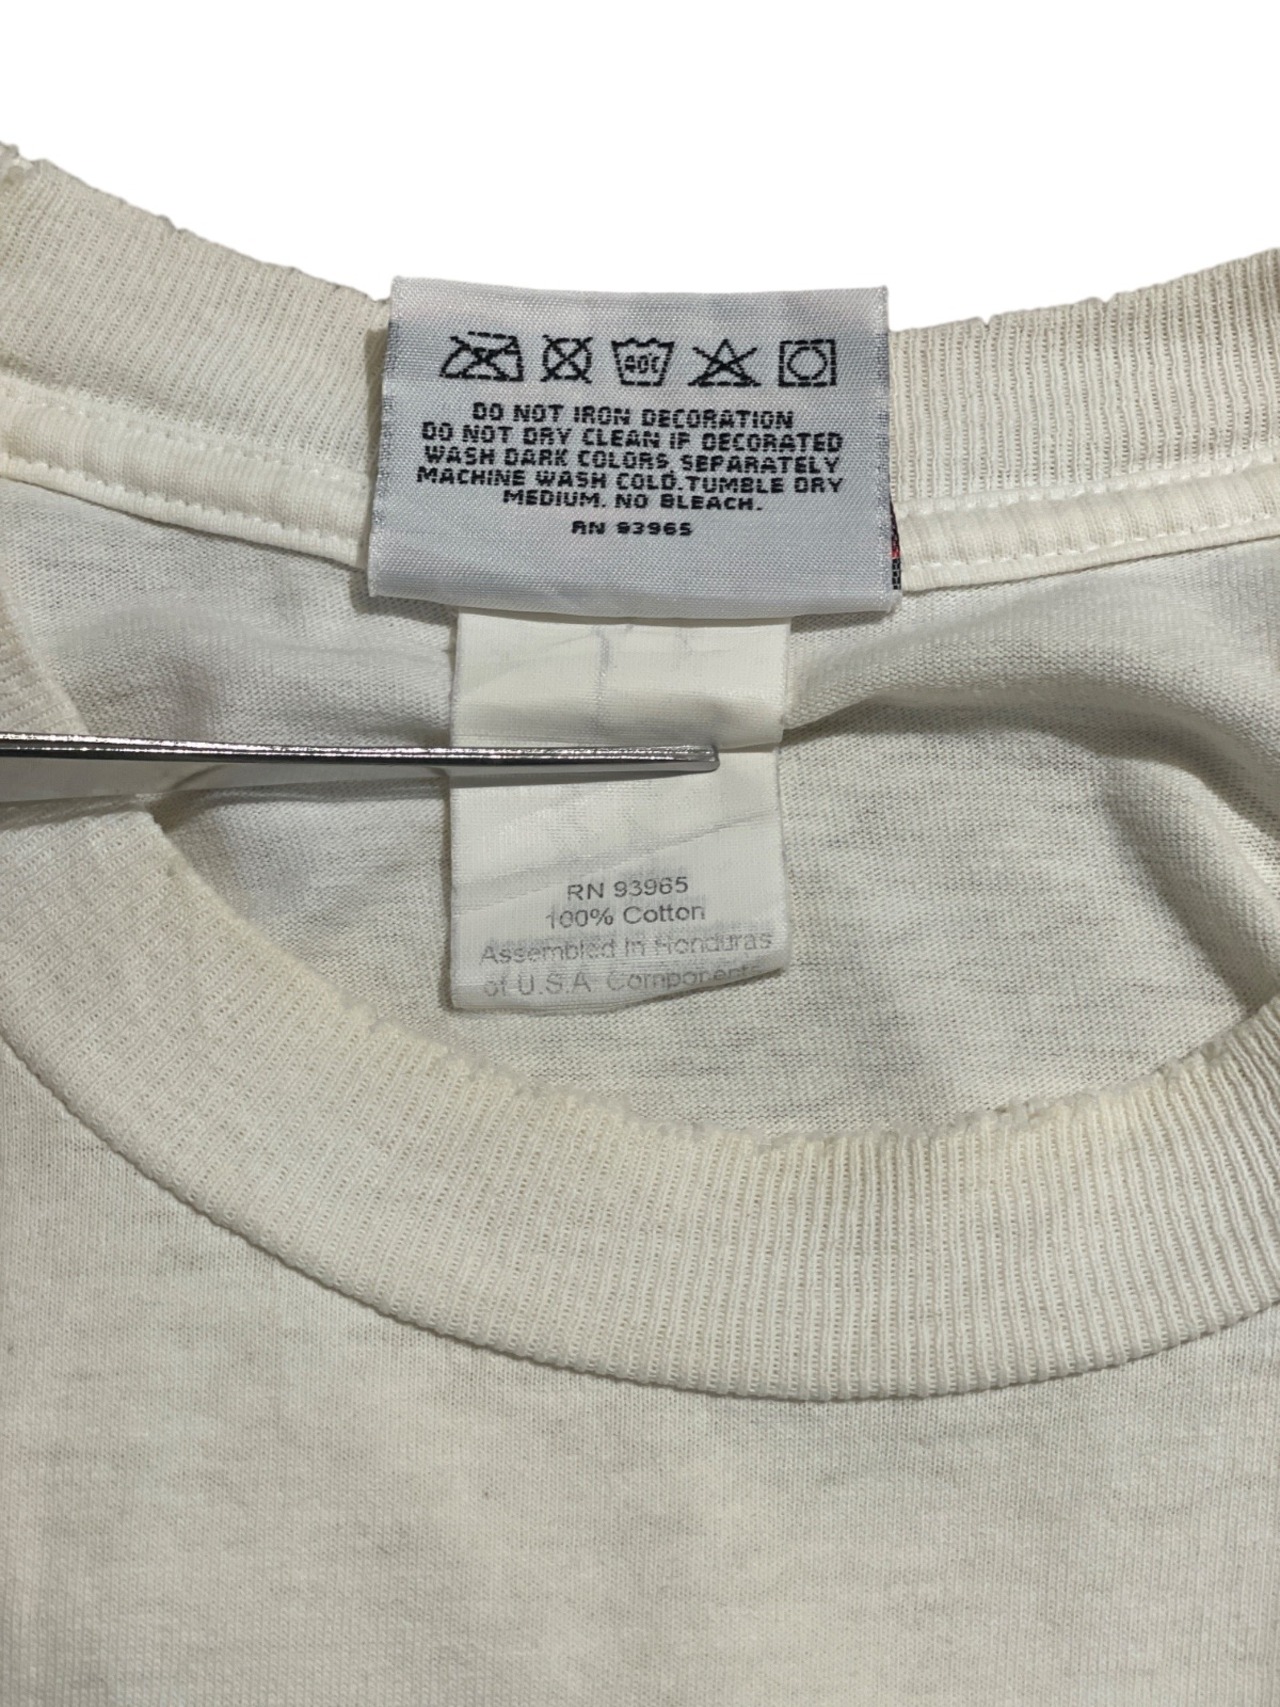 40°C
DO NOT IRON DECORATION
DO NOT DRY CLEAN IF DECORATED
WASH DARK COLORS, SEPARATELY
MACHINE WASH COLD.TUMBLE DRY
MEDIUM. NO BLEACH.
RN 93965
RN 93965
100% Cotton
Assembled in Honduras
of U.S.A Components